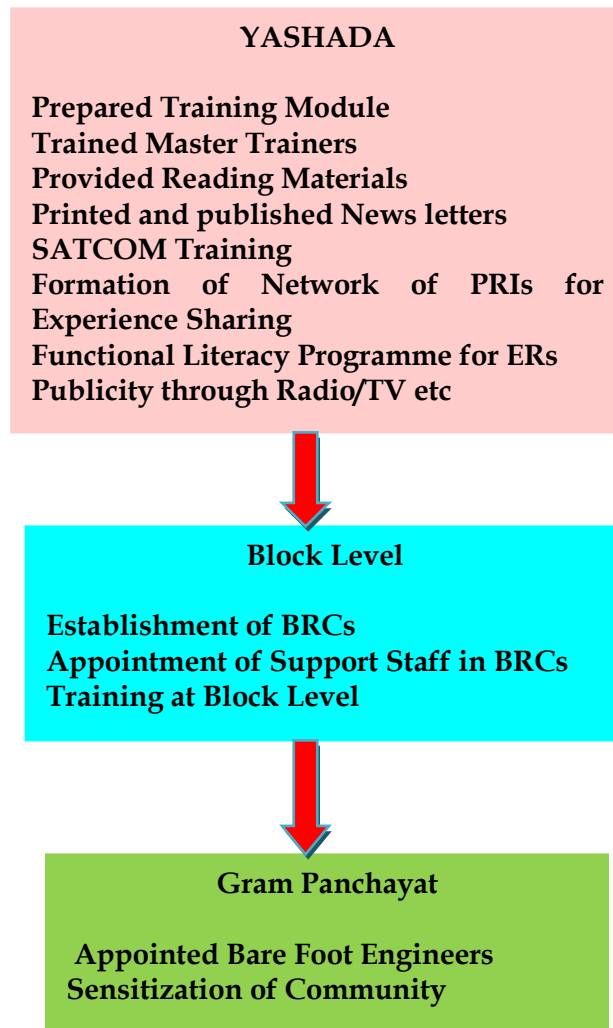 YASHADA
Prepared Training Module
Trained Master Trainers
Provided Reading Materials
Printed and published News letters
SATCOM Training
Formation of Network of PRIs for
Experience Sharing
Functional Literacy Programme for ERs
Publicity through Radio/TV etc
Block Level
Establishment of BRCs
Appointment of Support Staff in BRCs
Training at Block Level
Gram Panchayat
Appointed Bare Foot Engineers
Sensitization of Community